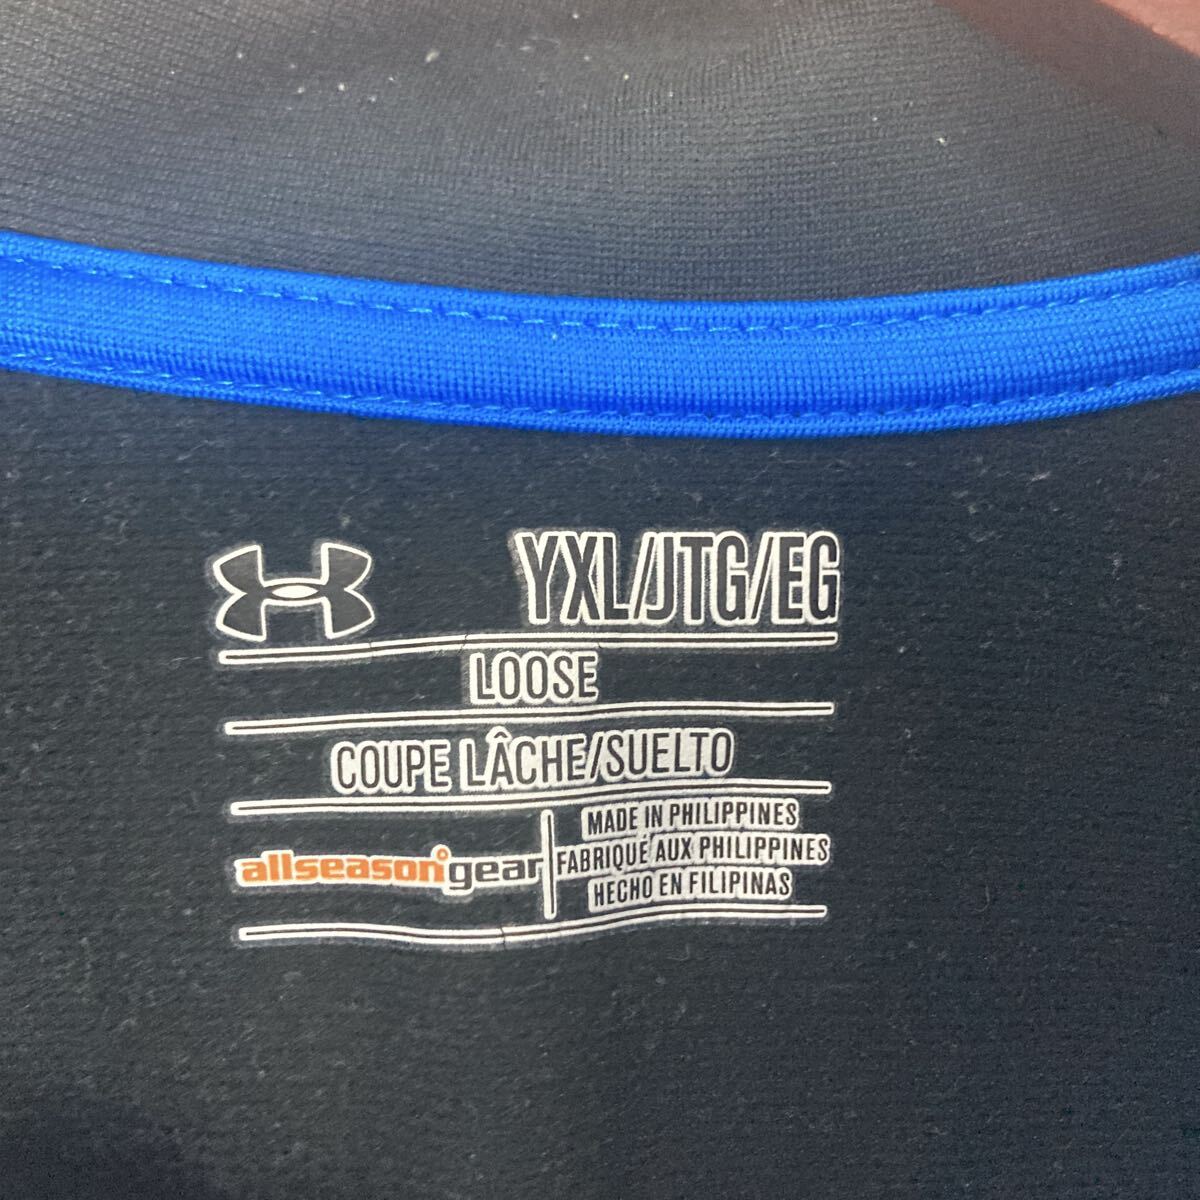 YXL/JTG/EG
LOOSE
COUPE LÂCHE/SUELTO
allseasongear
MADE IN PHILIPPINES
FABRIQUÉ AUX PHILIPPINES
HECHO EN FILIPINAS